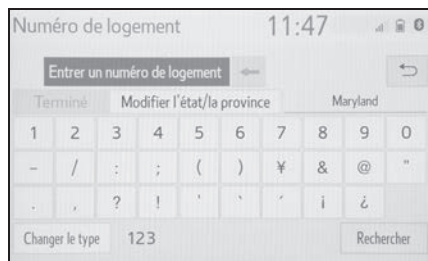 Numéro de logement 11:47
Entrer un numéro de logement
Terminé Modifier l'état/la province Maryland
1 2 3 4 5 6 7 8 9 0
- / : ; ( ) ¥ & @ "
. , ? ! ' ` ´ ¡ ¿
Changer le type 123 Rechercher